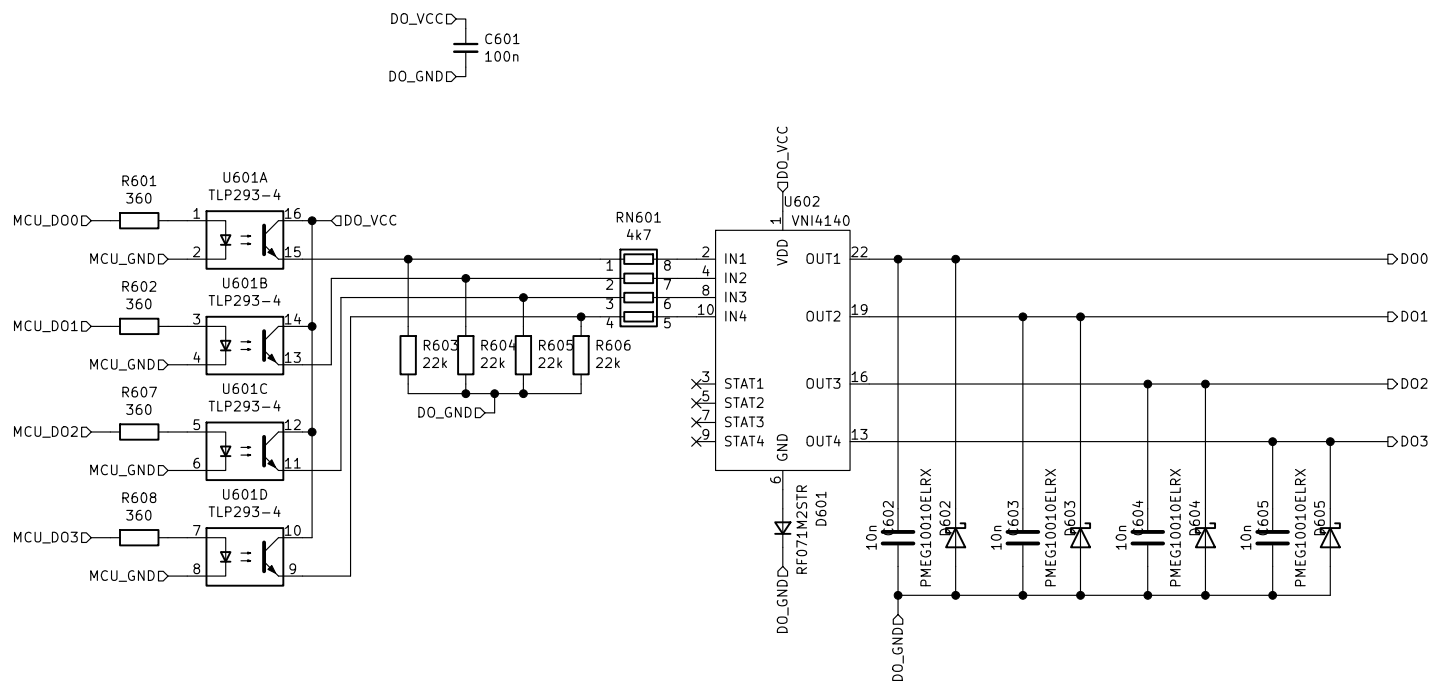 DO_VCC
C601
100n
DO_GND
R601
360
U601A
TLP293-4
MCU_DO0
1
16
DO_VCC
MCU_GND
2
15
R602
360
U601B
TLP293-4
MCU_DO1
3
14
MCU_GND
4
13
R607
360
U601C
TLP293-4
MCU_DO2
5
12
MCU_GND
6
11
R608
360
U601D
TLP293-4
MCU_DO3
7
10
MCU_GND
8
9
R603
22k
R604
22k
R605
22k
R606
22k
DO_GND
RN601
4k7
1
8
2
7
3
6
4
5
DO_VCC
1
U602
VNI4140
VDD
2
IN1
4
IN2
8
IN3
10
IN4
3
STAT1
5
STAT2
7
STAT3
9
STAT4
GND
6
OUT1
22
OUT2
19
OUT3
16
OUT4
13
D601
RF071M2STR
DO_GND
C602
10n
D602
PMEG10010ELRX
C603
10n
D603
PMEG10010ELRX
C604
10n
D604
PMEG10010ELRX
C605
10n
D605
PMEG10010ELRX
DO_GND
DO0
DO1
DO2
DO3